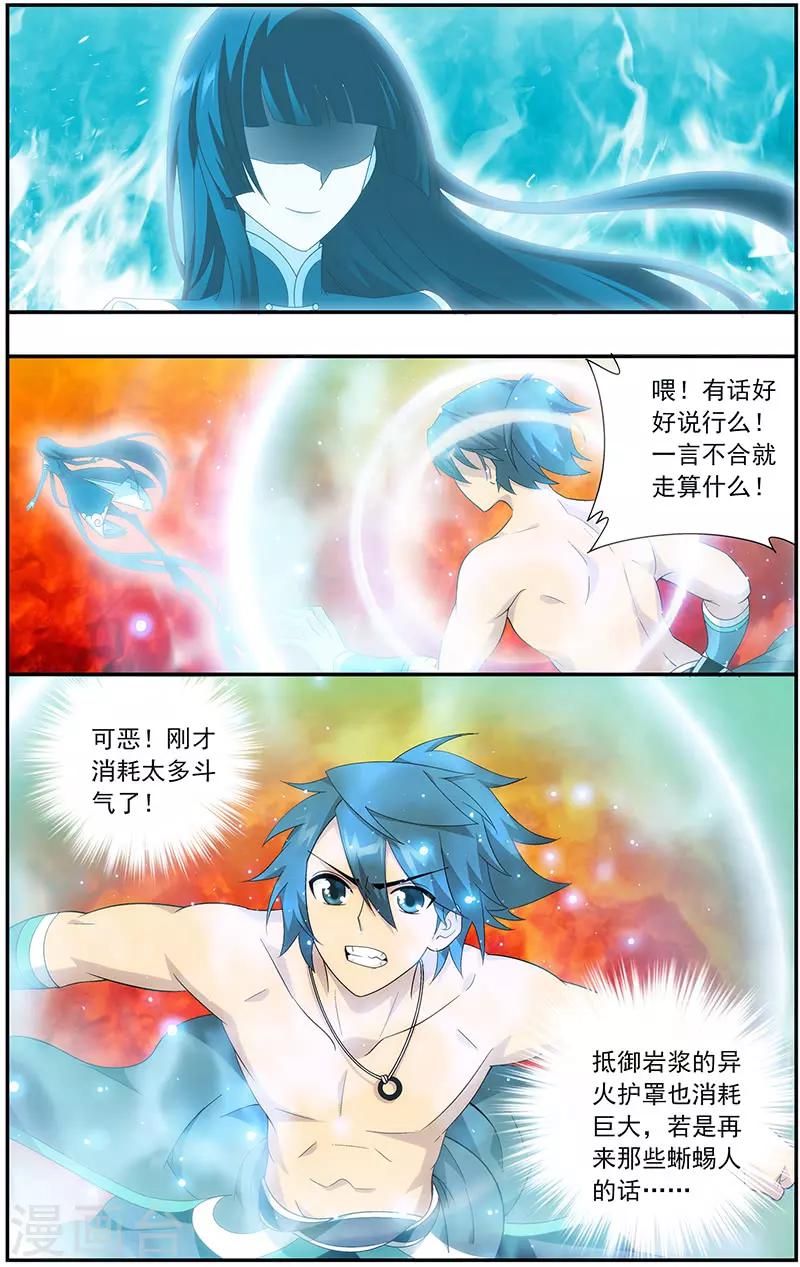 喂！有话好
好说行么！
一言不合就
走算什么！
可恶！刚才
消耗太多斗
气了！
抵御岩浆的异
火护罩也消耗
巨大，若是再
来那些蜥蜴人
的话……
漫画台